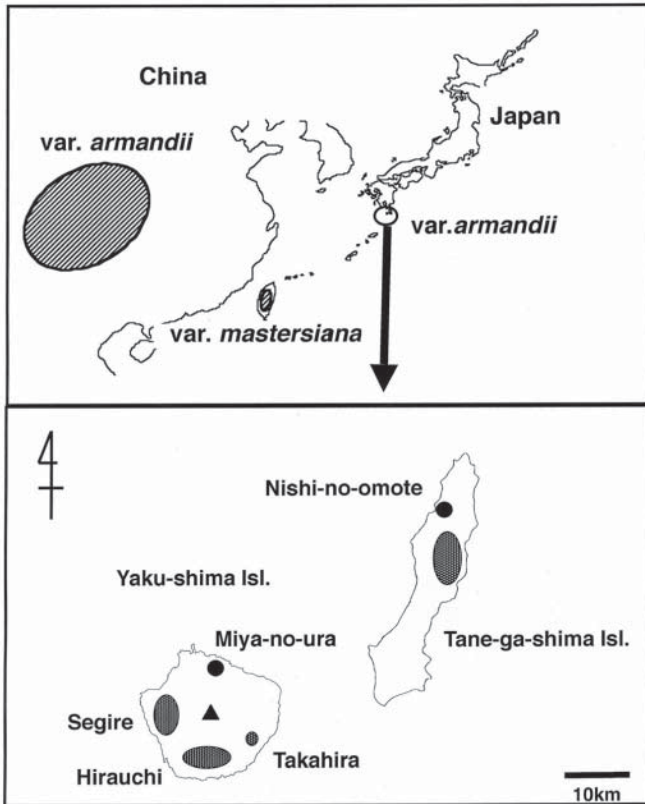 China
Japan
var. armandii
var.armandii
var. mastersiana
Nishi-no-omote
Yaku-shima Isl.
Miya-no-ura
Tane-ga-shima Isl.
Segire
Takahira
Hirauchi
10km